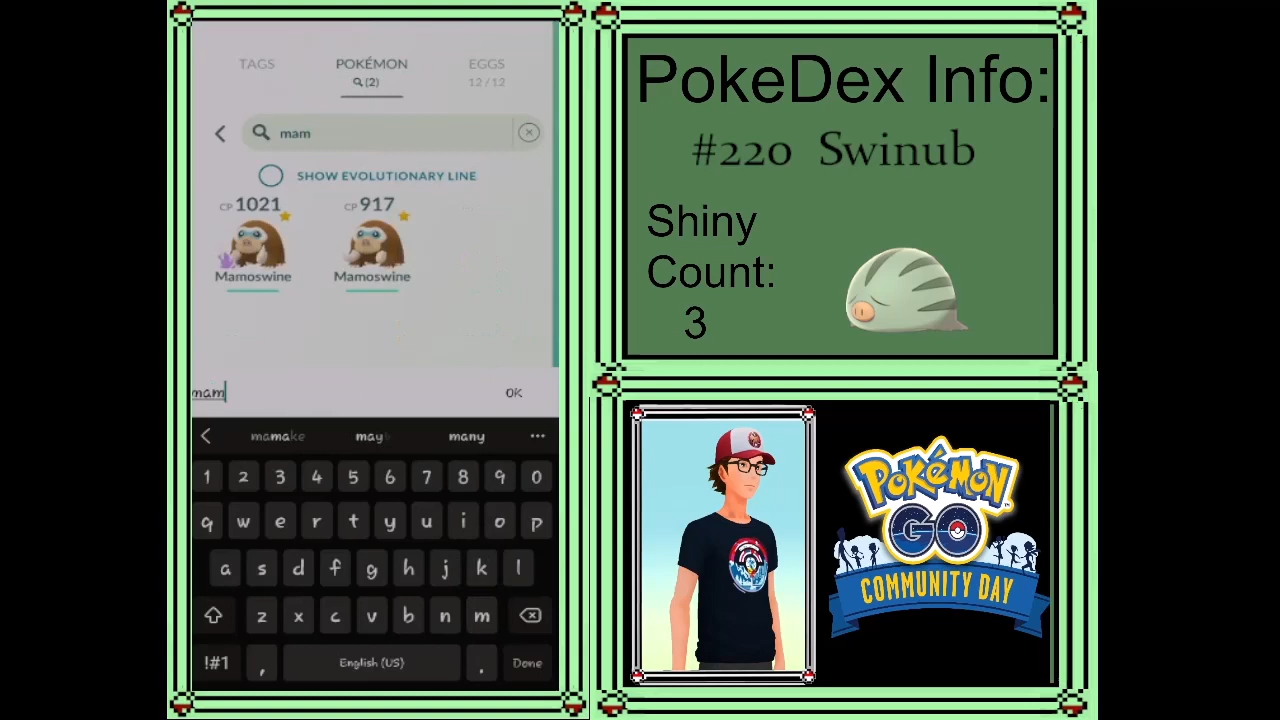 TAGS
POKÉMON
(2)
EGGS
12 / 12
mam
SHOW EVOLUTIONARY LINE
CP 1021
CP 917
Mamoswine
Mamoswine
mam
OK
mamake
may
many
1 2 3 4 5 6 7 8 9 0
q w e r t y u i o p
a s d f g h j k l
z x c v b n m
!#1 , English (US) . Done
PokeDex Info:
#220 Swinub
Shiny
Count:
3
POKÉMON
GO
COMMUNITY DAY